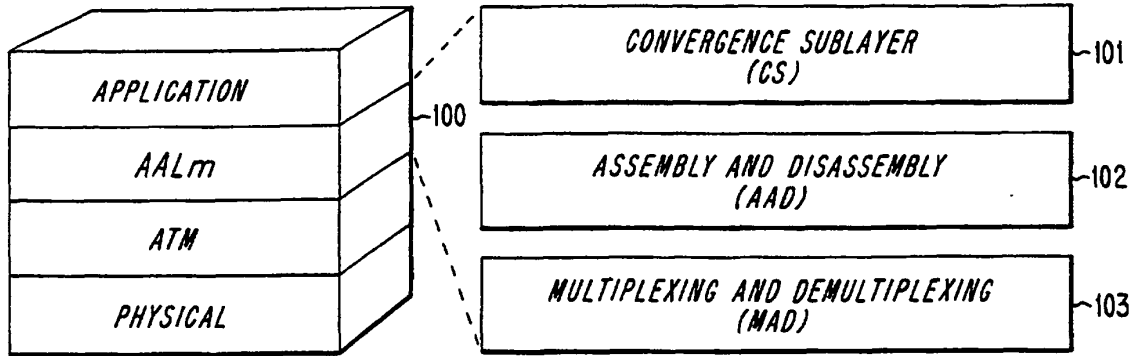 APPLICATION
AALm
ATM
PHYSICAL
100
CONVERGENCE SUBLAYER
(CS)
101
ASSEMBLY AND DISASSEMBLY
(AAD)
102
MULTIPLEXING AND DEMULTIPLEXING
(MAD)
103